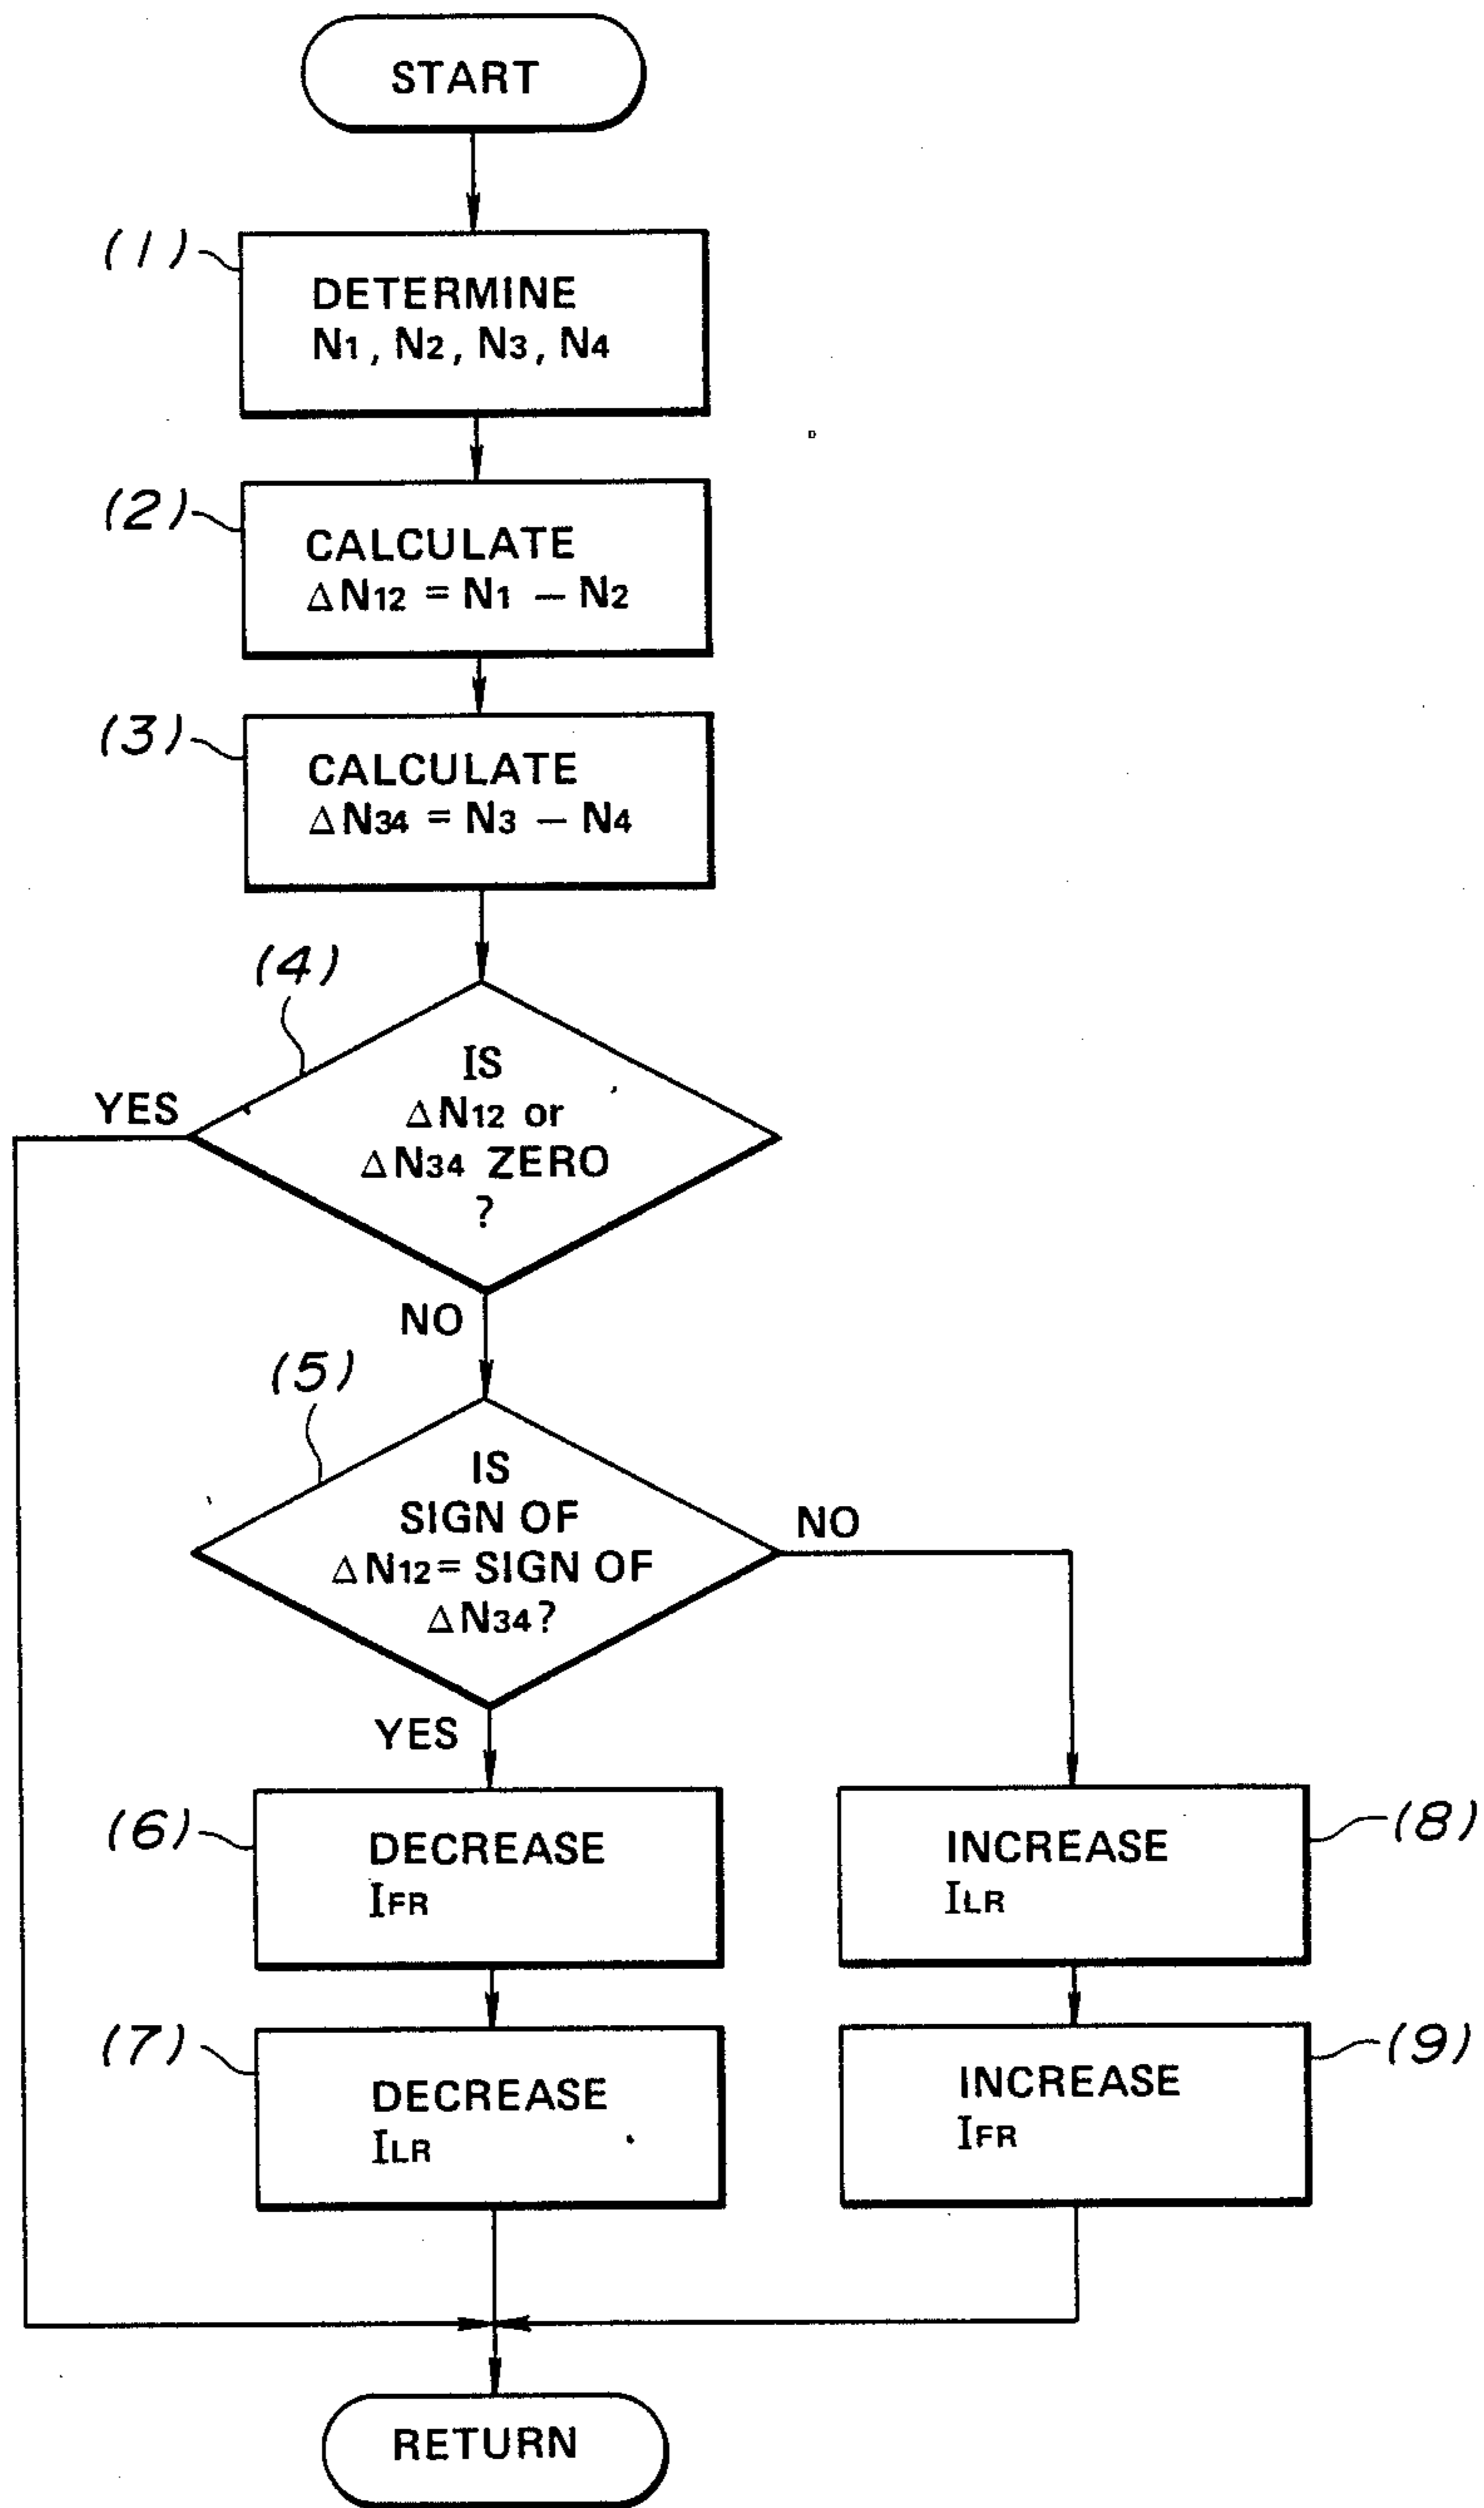 START
(1)
DETERMINE
N1, N2, N3, N4
(2)
CALCULATE
ΔN12 = N1 − N2
(3)
CALCULATE
ΔN34 = N3 − N4
(4)
IS
ΔN12 or
ΔN34 ZERO
?
YES
NO
(5)
IS
SIGN OF
ΔN12 = SIGN OF
ΔN34?
NO
YES
(6)
DECREASE
IFR
INCREASE
ILR
(8)
(7)
DECREASE
ILR
INCREASE
IFR
(9)
RETURN